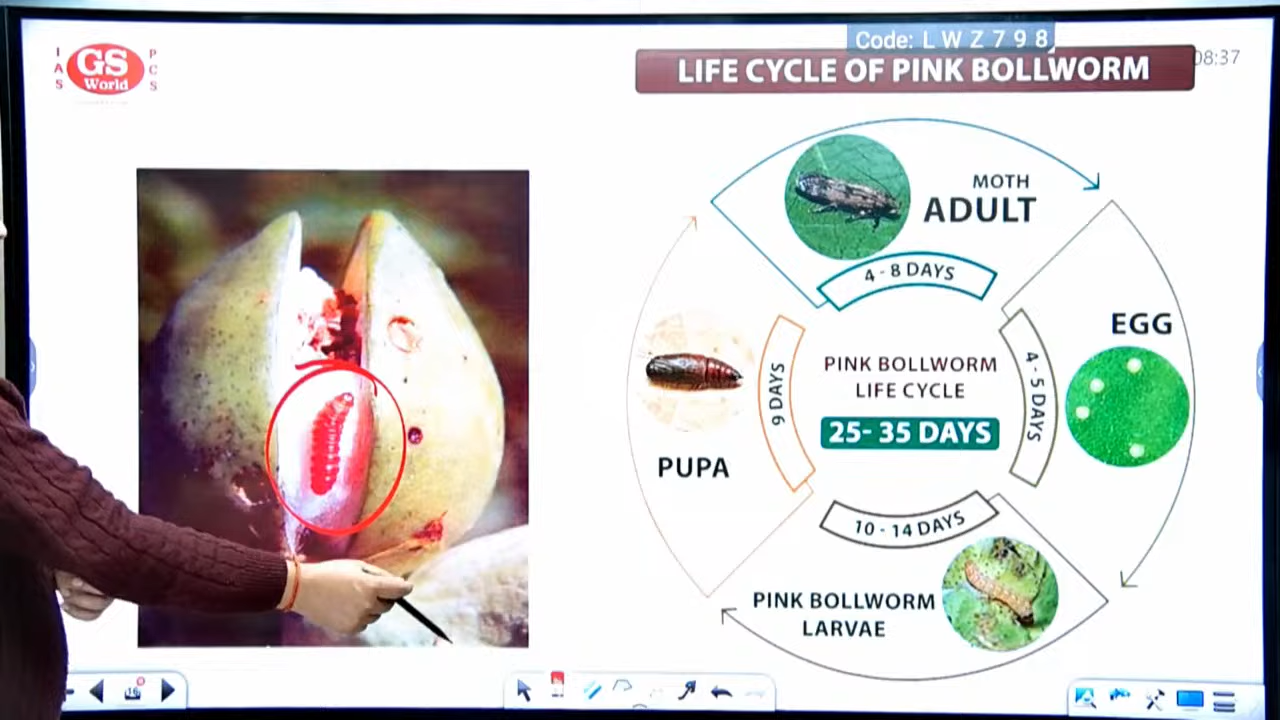 IAS
GS
World
PCS
Code: L W Z 7 9 8
08:37
LIFE CYCLE OF PINK BOLLWORM
MOTH
ADULT
4 - 8 DAYS
EGG
4 - 5 DAYS
PINK BOLLWORM
LIFE CYCLE
25- 35 DAYS
9 DAYS
PUPA
10 - 14 DAYS
PINK BOLLWORM
LARVAE